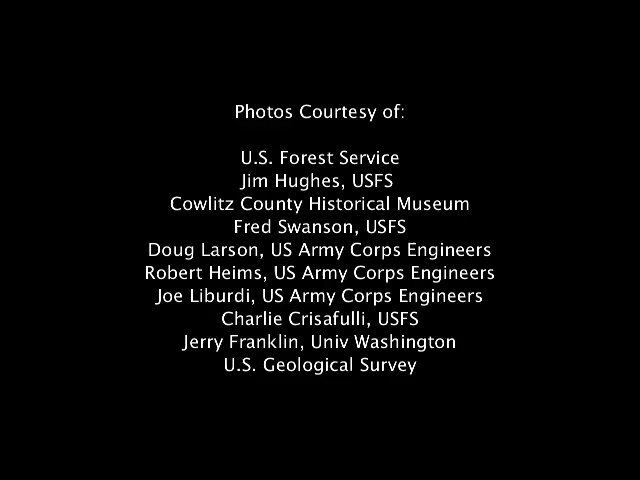 Photos Courtesy of:
U.S. Forest Service
Jim Hughes, USFS
Cowlitz County Historical Museum
Fred Swanson, USFS
Doug Larson, US Army Corps Engineers
Robert Heims, US Army Corps Engineers
Joe Liburdi, US Army Corps Engineers
Charlie Crisafulli, USFS
Jerry Franklin, Univ Washington
U.S. Geological Survey